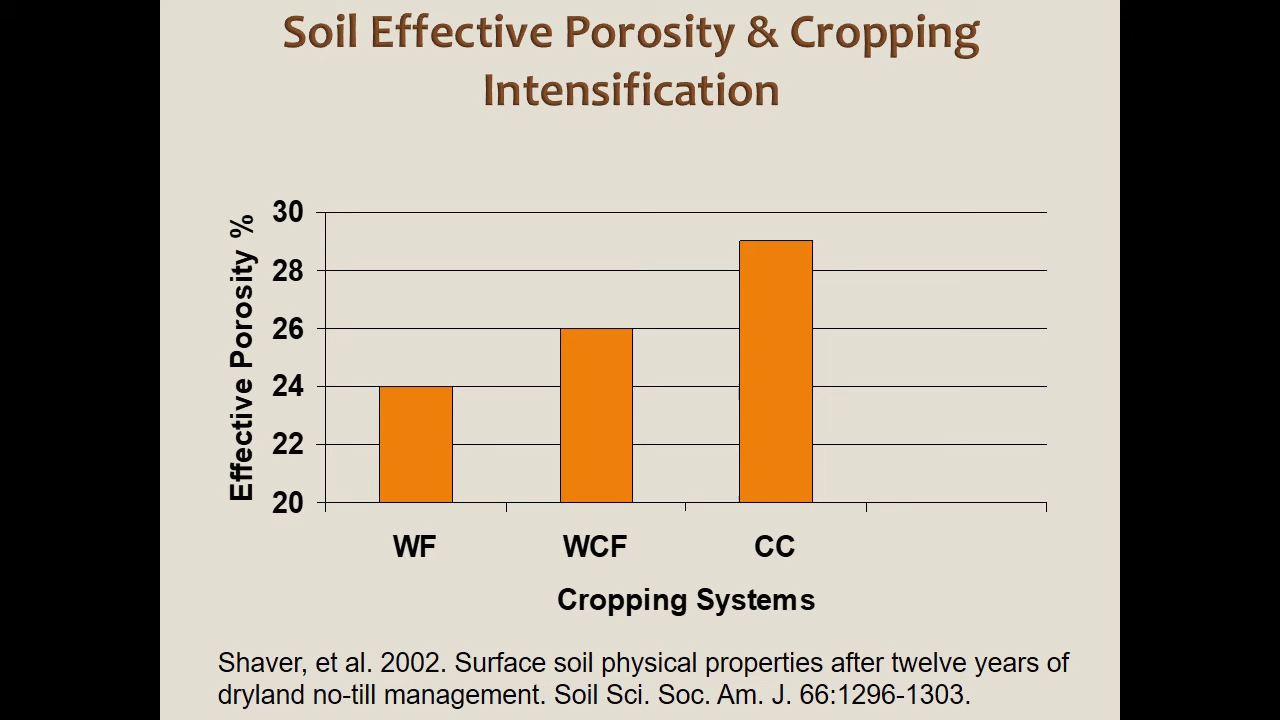 Soil Effective Porosity & Cropping
Intensification
Effective Porosity %
30
28
26
24
22
20
WF WCF CC
Cropping Systems
Shaver, et al. 2002. Surface soil physical properties after twelve years of
dryland no-till management. Soil Sci. Soc. Am. J. 66:1296-1303.